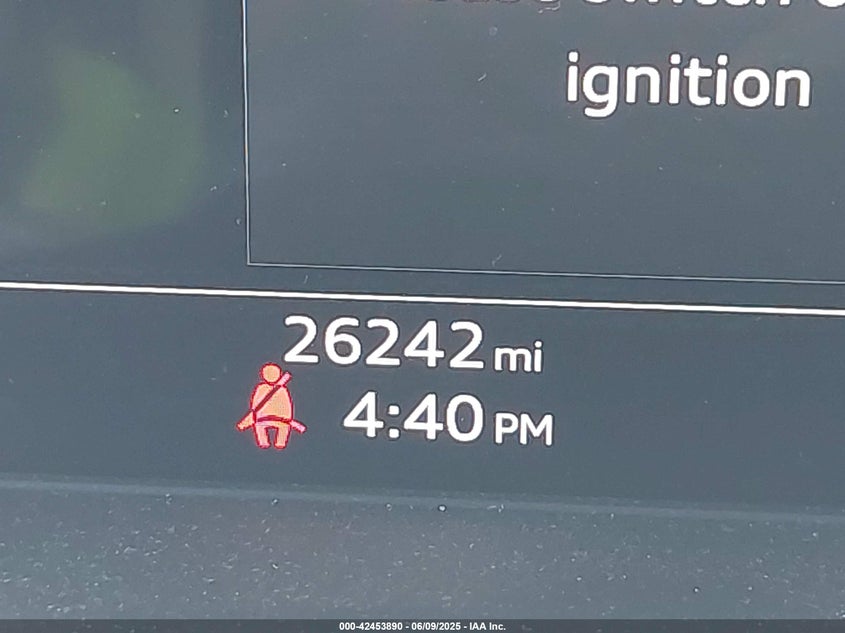 ignition
26242 mi
4:40 PM
000-42453890 - 06/09/2025 - IAA Inc.